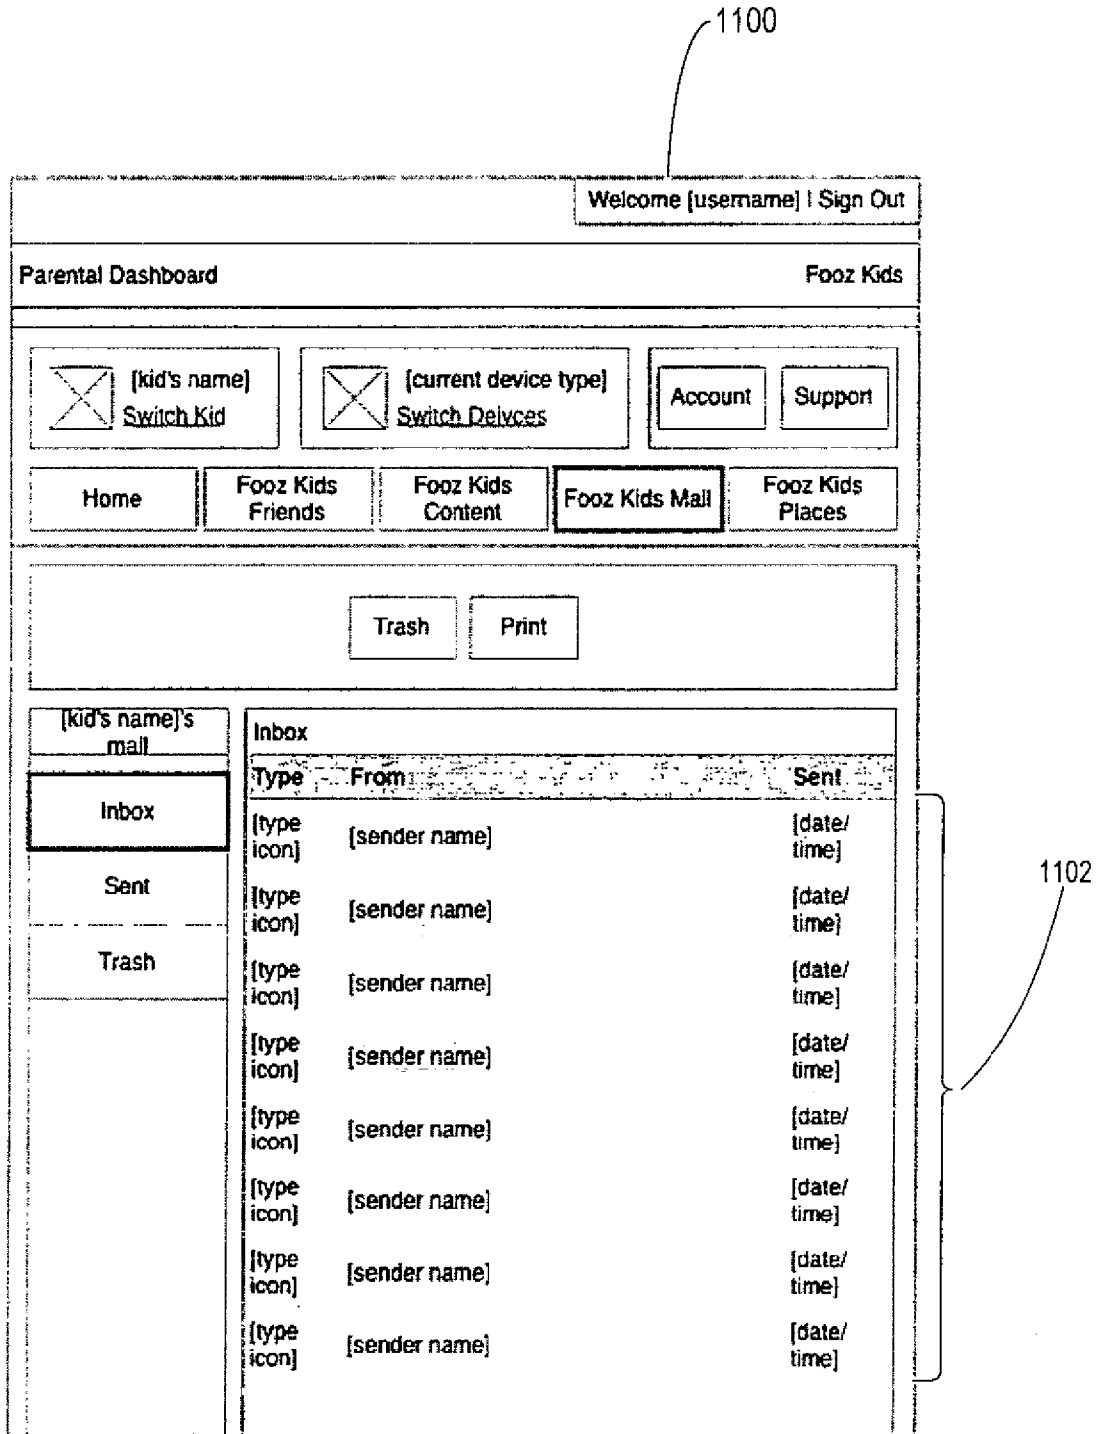 1100
Welcome [username] | Sign Out
Parental Dashboard Fooz Kids
[kid's name] [current device type] Account Support
Switch Kid Switch Deivces
Home Fooz Kids Friends Fooz Kids Content Fooz Kids Mail Fooz Kids Places
Trash Print
[kid's name]'s
mail
Inbox
Sent
Trash
Inbox
Type From Sent
[type icon] [sender name] [date/ time]
[type icon] [sender name] [date/ time]
[type icon] [sender name] [date/ time]
[type icon] [sender name] [date/ time]
[type icon] [sender name] [date/ time]
[type icon] [sender name] [date/ time]
[type icon] [sender name] [date/ time]
[type icon] [sender name] [date/ time]
1102